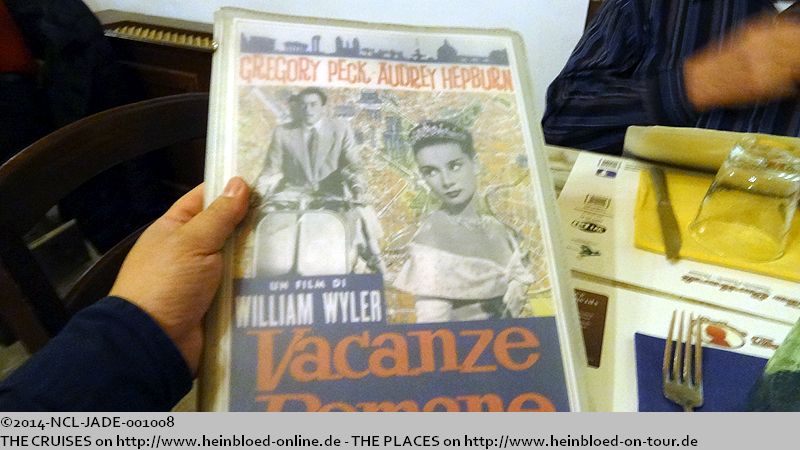 GREGORY PECK AUDREY HEPBURN
UN FILM DI
WILLIAM WYLER
Vacanze
Romane
©2014-NCL-JADE-001008
THE CRUISES on http://www.heinbloed-online.de - THE PLACES on http://www.heinbloed-on-tour.de